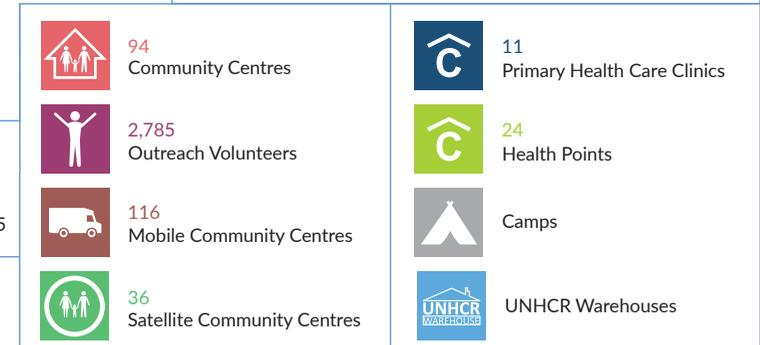 94
Community Centres
2,785
Outreach Volunteers
116
Mobile Community Centres
36
Satellite Community Centres
5
C
11
Primary Health Care Clinics
C
24
Health Points
Camps
UNHCR
WAREHOUSE
UNHCR Warehouses